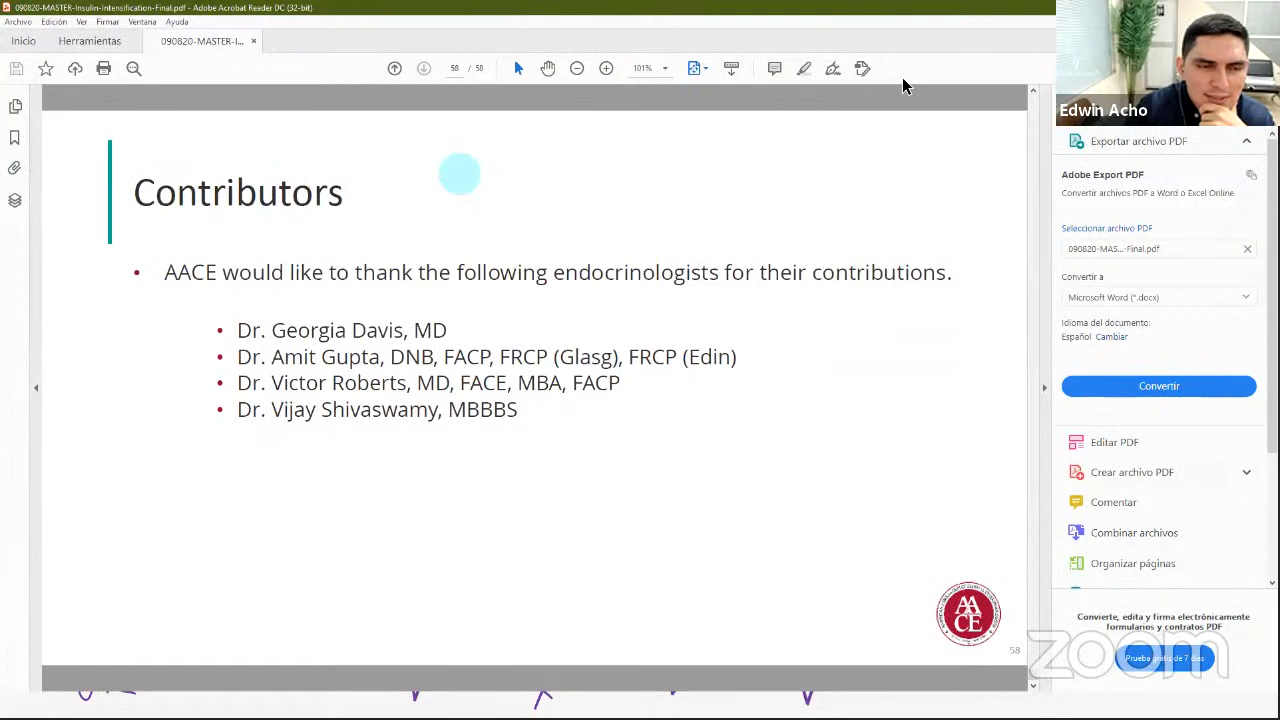 090820-MASTER-Insulin-Intensification-Final.pdf - Adobe Acrobat Reader DC (32-bit)
Archivo Edición Ver Firmar Ventana Ayuda
Inicio Herramientas 090820-MASTER-I... ×
58 / 58 101%
Edwin Acho
Contributors
• AACE would like to thank the following endocrinologists for their contributions.
• Dr. Georgia Davis, MD
• Dr. Amit Gupta, DNB, FACP, FRCP (Glasg), FRCP (Edin)
• Dr. Victor Roberts, MD, FACE, MBA, FACP
• Dr. Vijay Shivaswamy, MBBBS
AACE
58
Exportar archivo PDF
Adobe Export PDF
Convertir archivos PDF a Word o Excel Online
Seleccionar archivo PDF
090820-MAS...-Final.pdf
Convertir a
Microsoft Word (*.docx)
Idioma del documento:
Español Cambiar
Convertir
Editar PDF
Crear archivo PDF
Comentar
Combinar archivos
Organizar páginas
Convierte, edita y firma electrónicamente
formularios y contratos PDF
Prueba gratis de 7 días
zoom